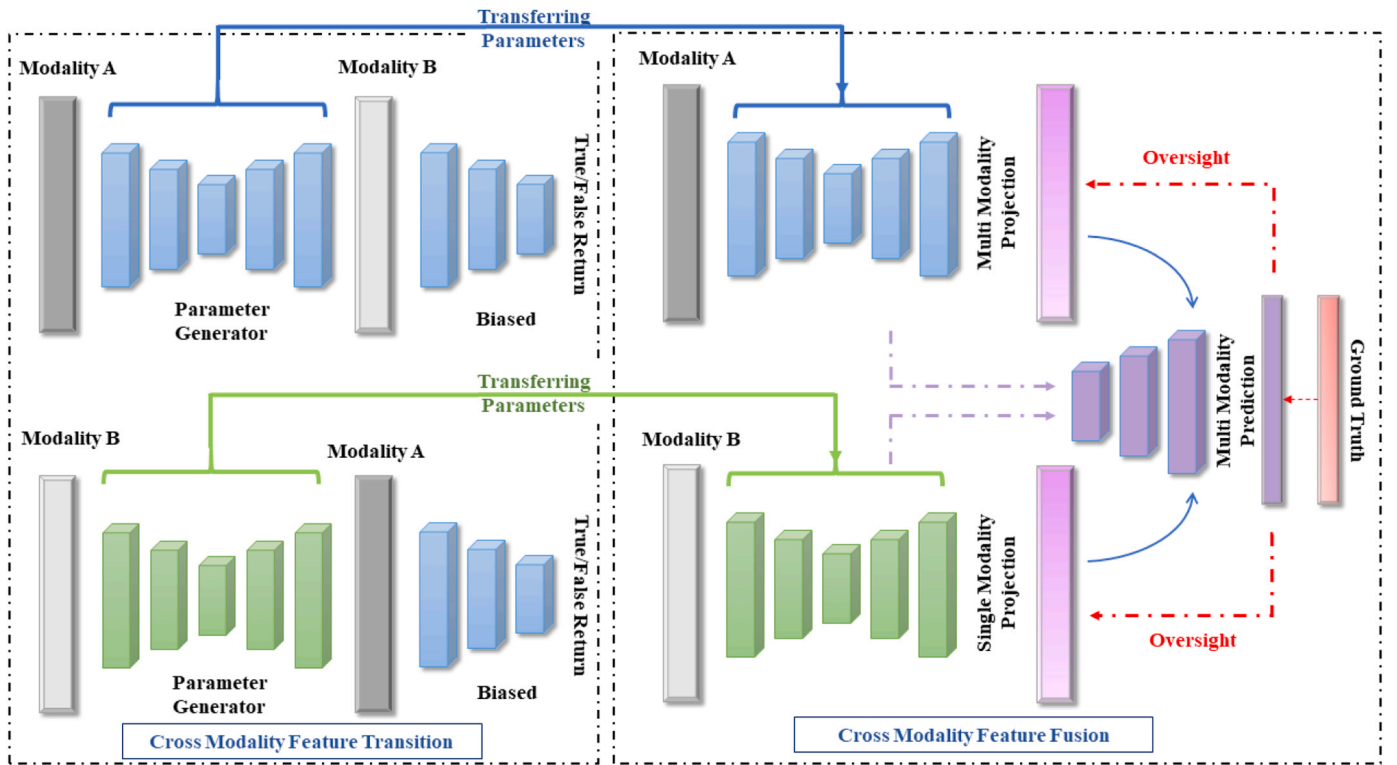 Transferring
Parameters
Modality A
Modality B
True/False Return
Parameter
Generator
Biased
Transferring
Parameters
Modality B
Modality A
True/False Return
Parameter
Generator
Biased
Cross Modality Feature Transition
Modality A
Multi Modality
Projection
Oversight
Multi Modality
Prediction
Ground Truth
Modality B
Single Modality
Projection
Oversight
Cross Modality Feature Fusion